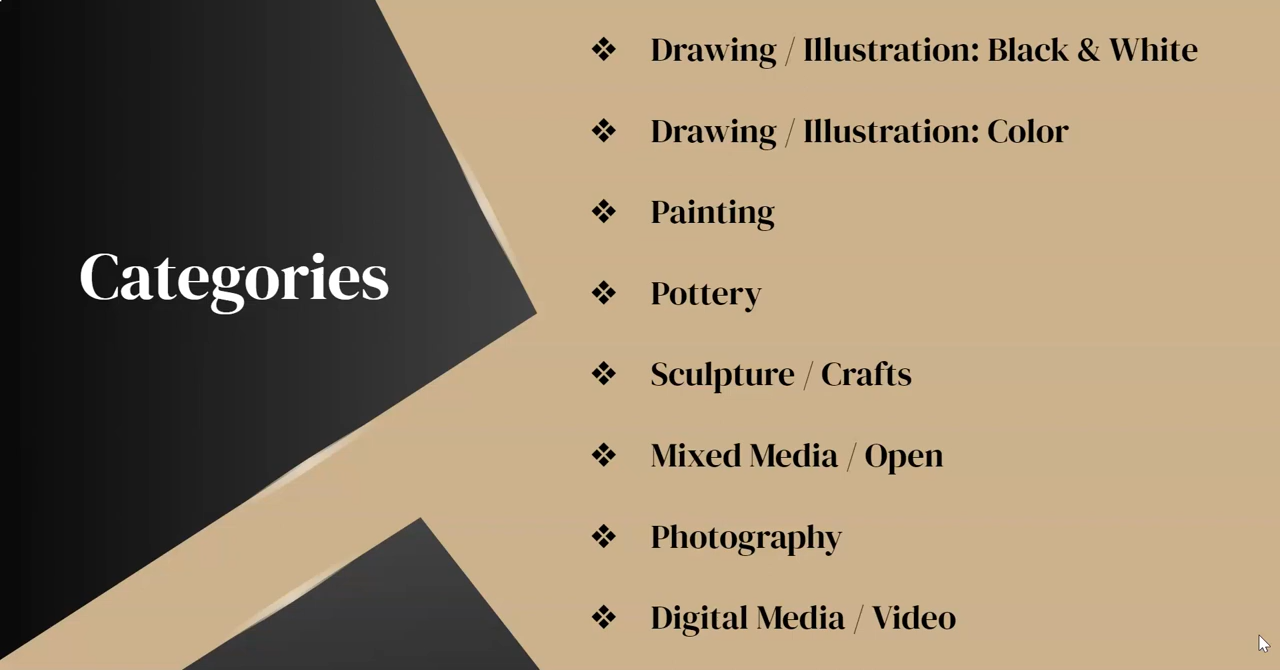 Categories
❖ Drawing / Illustration: Black & White
❖ Drawing / Illustration: Color
❖ Painting
❖ Pottery
❖ Sculpture / Crafts
❖ Mixed Media / Open
❖ Photography
❖ Digital Media / Video